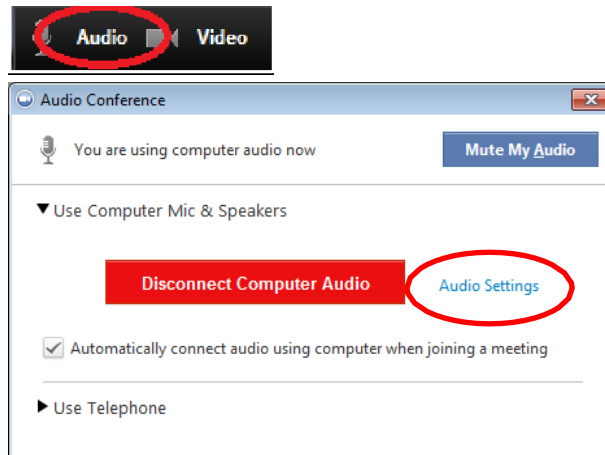 Audio Video
Audio Conference
You are using computer audio now Mute My Audio
Use Computer Mic & Speakers
Disconnect Computer Audio Audio Settings
Automatically connect audio using computer when joining a meeting
Use Telephone